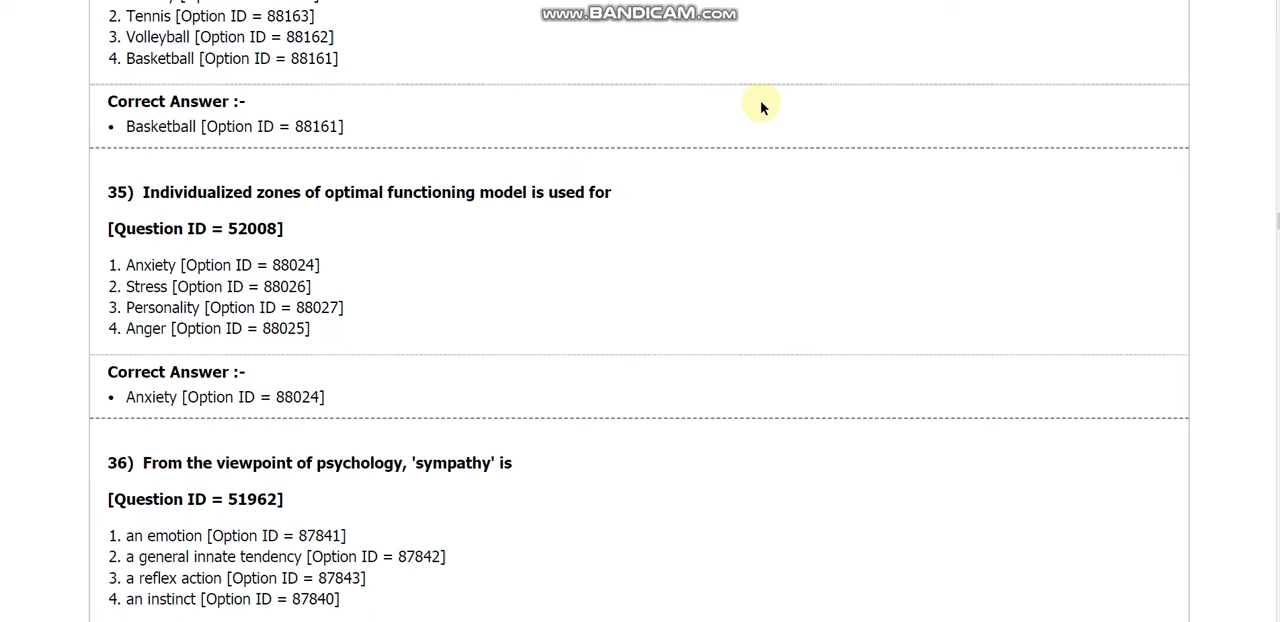 www.BANDICAM.com
2. Tennis [Option ID = 88163]
3. Volleyball [Option ID = 88162]
4. Basketball [Option ID = 88161]
Correct Answer :-
• Basketball [Option ID = 88161]
35) Individualized zones of optimal functioning model is used for
[Question ID = 52008]
1. Anxiety [Option ID = 88024]
2. Stress [Option ID = 88026]
3. Personality [Option ID = 88027]
4. Anger [Option ID = 88025]
Correct Answer :-
• Anxiety [Option ID = 88024]
36) From the viewpoint of psychology, 'sympathy' is
[Question ID = 51962]
1. an emotion [Option ID = 87841]
2. a general innate tendency [Option ID = 87842]
3. a reflex action [Option ID = 87843]
4. an instinct [Option ID = 87840]